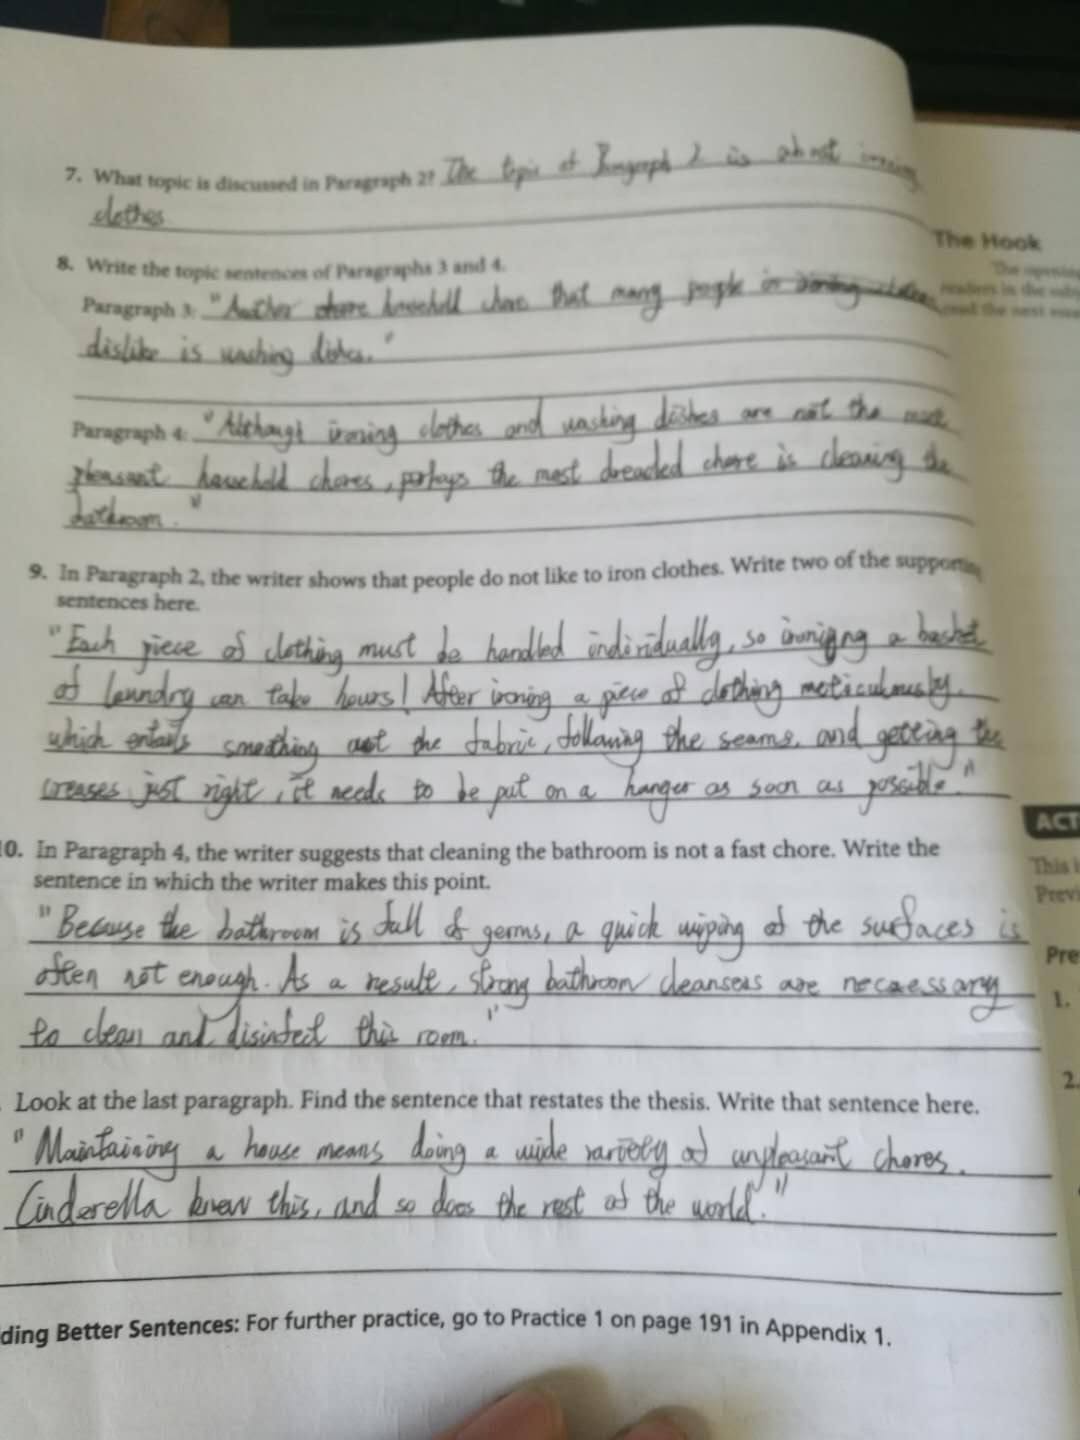 7. What topic is discussed in Paragraph 2? The topic of Paragraph 2 is about ironing
clothes
8. Write the topic sentences of Paragraphs 3 and 4.
Paragraph 3: "Another chore household chore that many people
dislike is washing dishes."
Paragraph 4: "Although ironing clothes and washing dishes are not the most
pleasant household chores, perhaps the most dreaded chore is cleaning the
bathroom."
9. In Paragraph 2, the writer shows that people do not like to iron clothes. Write two of the supporting
sentences here.
"Each piece of clothing must be handled individually, so ironing a basket
of laundry can take hours! After ironing a piece of clothing meticulously.
which entails smoothing out the fabric, following the seams, and getting the
creases just right, it needs to be put on a hanger as soon as possible."
10. In Paragraph 4, the writer suggests that cleaning the bathroom is not a fast chore. Write the
sentence in which the writer makes this point.
"Because the bathroom is full of germs, a quick wiping of the surfaces is
often not enough. As a result, strong bathroom cleansers are necessary
to clean and disinfect this room."
Look at the last paragraph. Find the sentence that restates the thesis. Write that sentence here.
"Maintaining a house means doing a wide variety of unpleasant chores.
Cinderella knew this, and so does the rest of the world."
ding Better Sentences: For further practice, go to Practice 1 on page 191 in Appendix 1.
The Hook
The opening
readers in the
read the next
ACT
This i
Previ
Pre
1.
2.